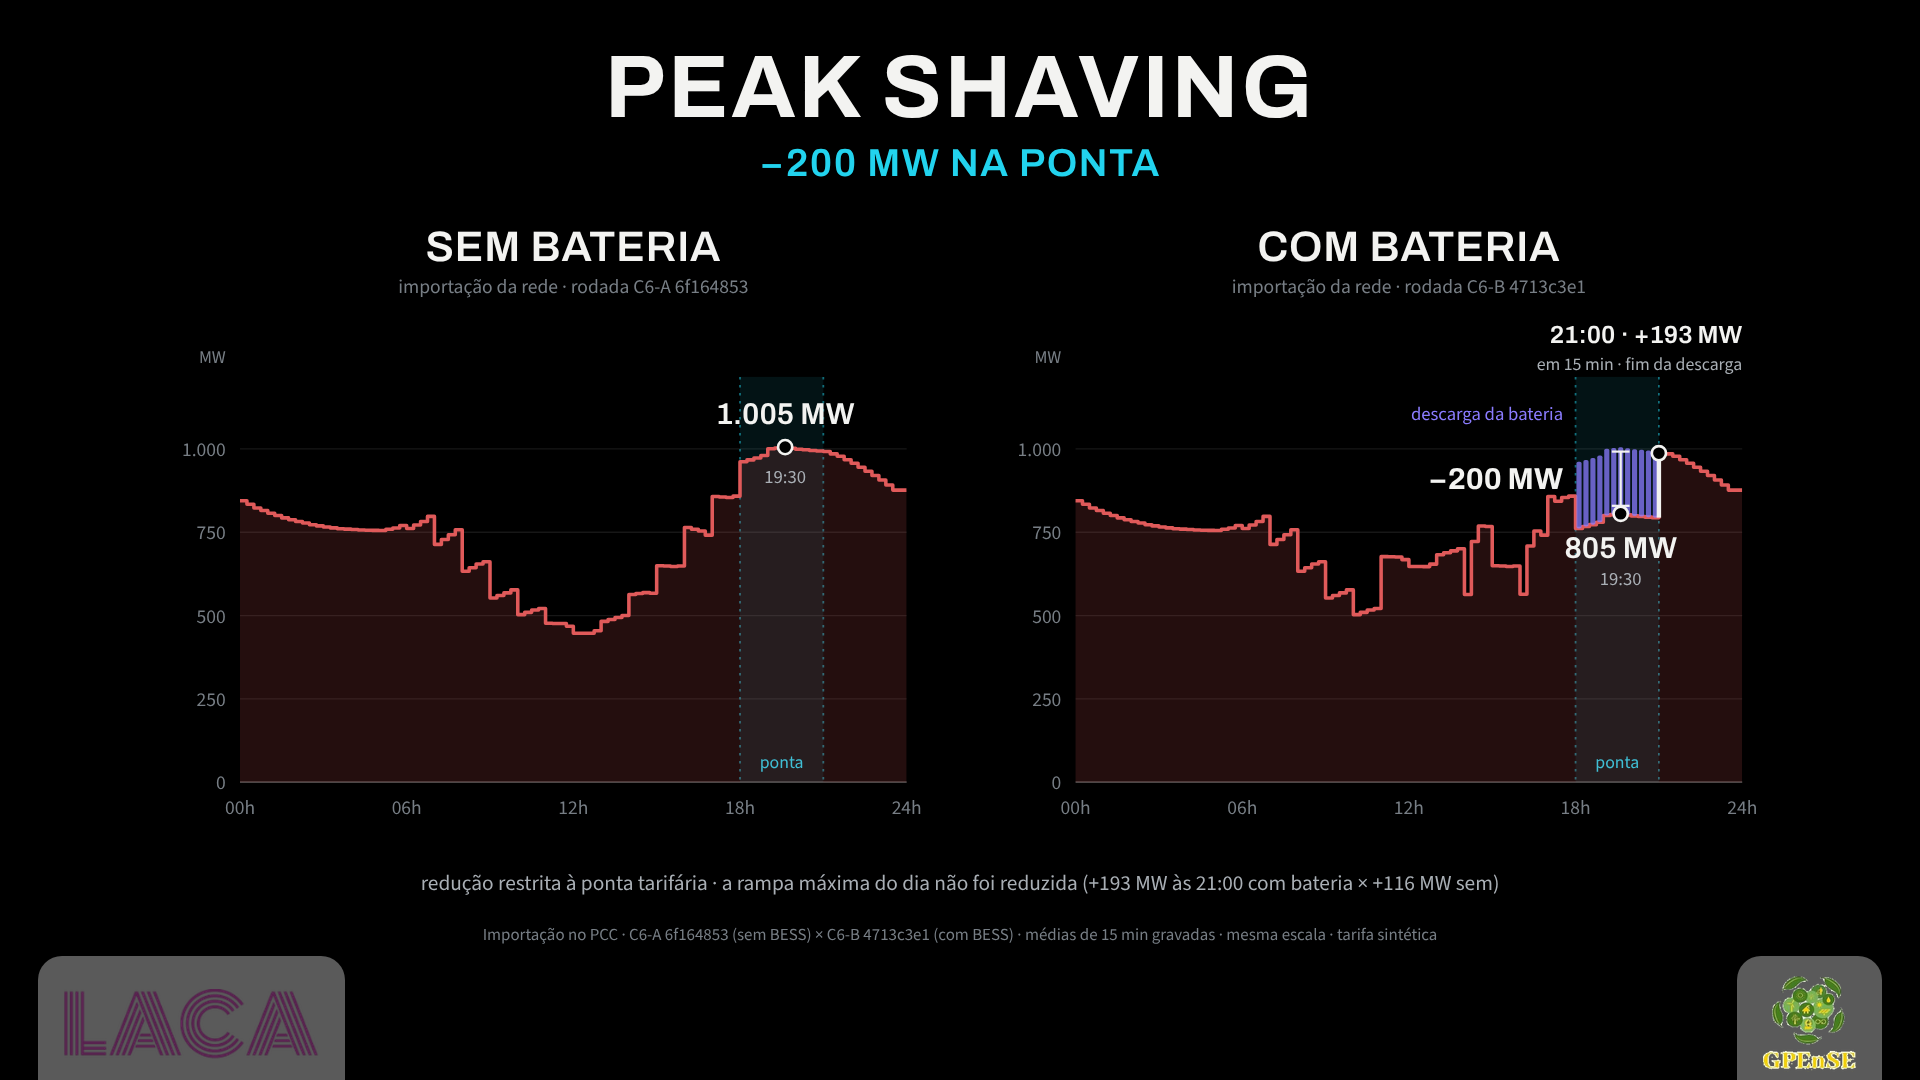 PEAK SHAVING
−200 MW NA PONTA
SEM BATERIA
importação da rede · rodada C6-A 6f164853
MW
1.005 MW
19:30
1.000
750
500
250
0
ponta
00h
06h
12h
18h
24h
COM BATERIA
importação da rede · rodada C6-B 4713c3e1
21:00 · +193 MW
em 15 min · fim da descarga
MW
descarga da bateria
−200 MW
805 MW
19:30
1.000
750
500
250
0
ponta
00h
06h
12h
18h
24h
redução restrita à ponta tarifária · a rampa máxima do dia não foi reduzida (+193 MW às 21:00 com bateria × +116 MW sem)
Importação no PCC · C6-A 6f164853 (sem BESS) × C6-B 4713c3e1 (com BESS) · médias de 15 min gravadas · mesma escala · tarifa sintética
LACA
GPEnSE